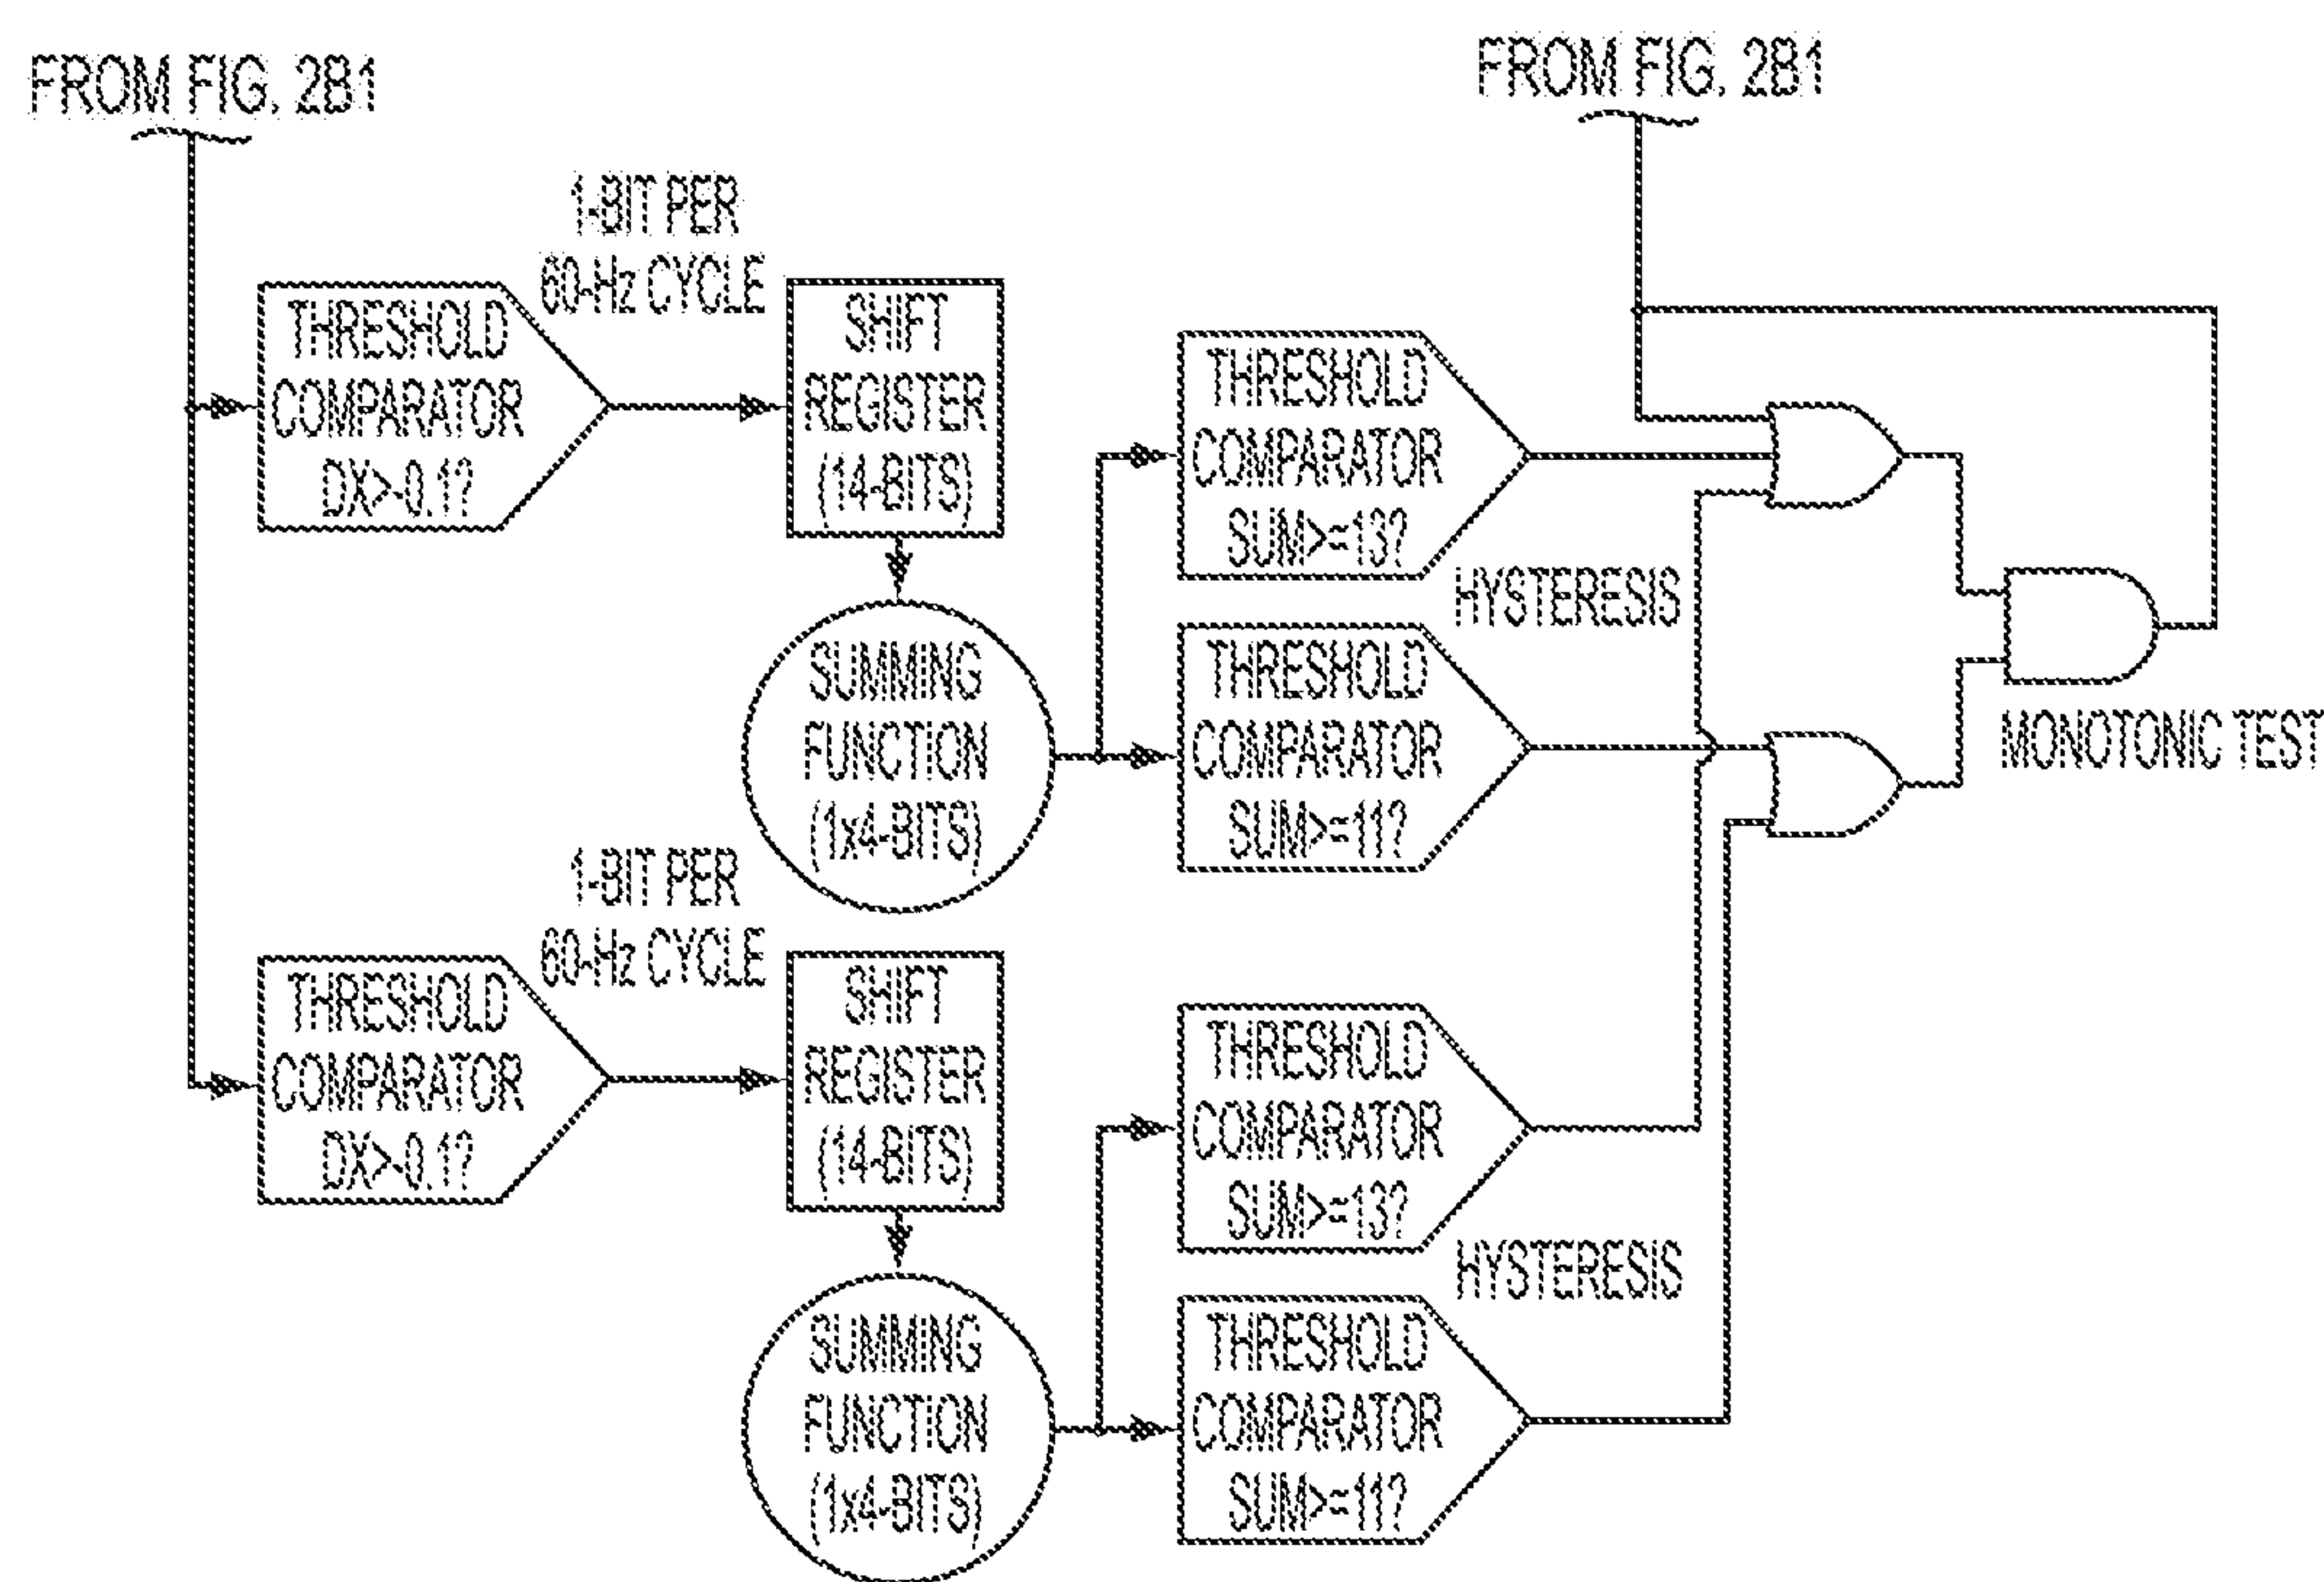 FROM FIG. 2B1
FROM FIG. 2B1
1-BIT PER
60-Hz CYCLE
THRESHOLD
COMPARATOR
DX>-0.1?
SHIFT
REGISTER
(14-BITS)
THRESHOLD
COMPARATOR
SUM>=13?
HYSTERESIS
SUMMING
FUNCTION
(1x4-BITS)
THRESHOLD
COMPARATOR
SUM>=11?
MONOTONIC TEST
1-BIT PER
60-Hz CYCLE
THRESHOLD
COMPARATOR
DX>-0.1?
SHIFT
REGISTER
(14-BITS)
THRESHOLD
COMPARATOR
SUM>=13?
HYSTERESIS
SUMMING
FUNCTION
(1x4-BITS)
THRESHOLD
COMPARATOR
SUM>=11?